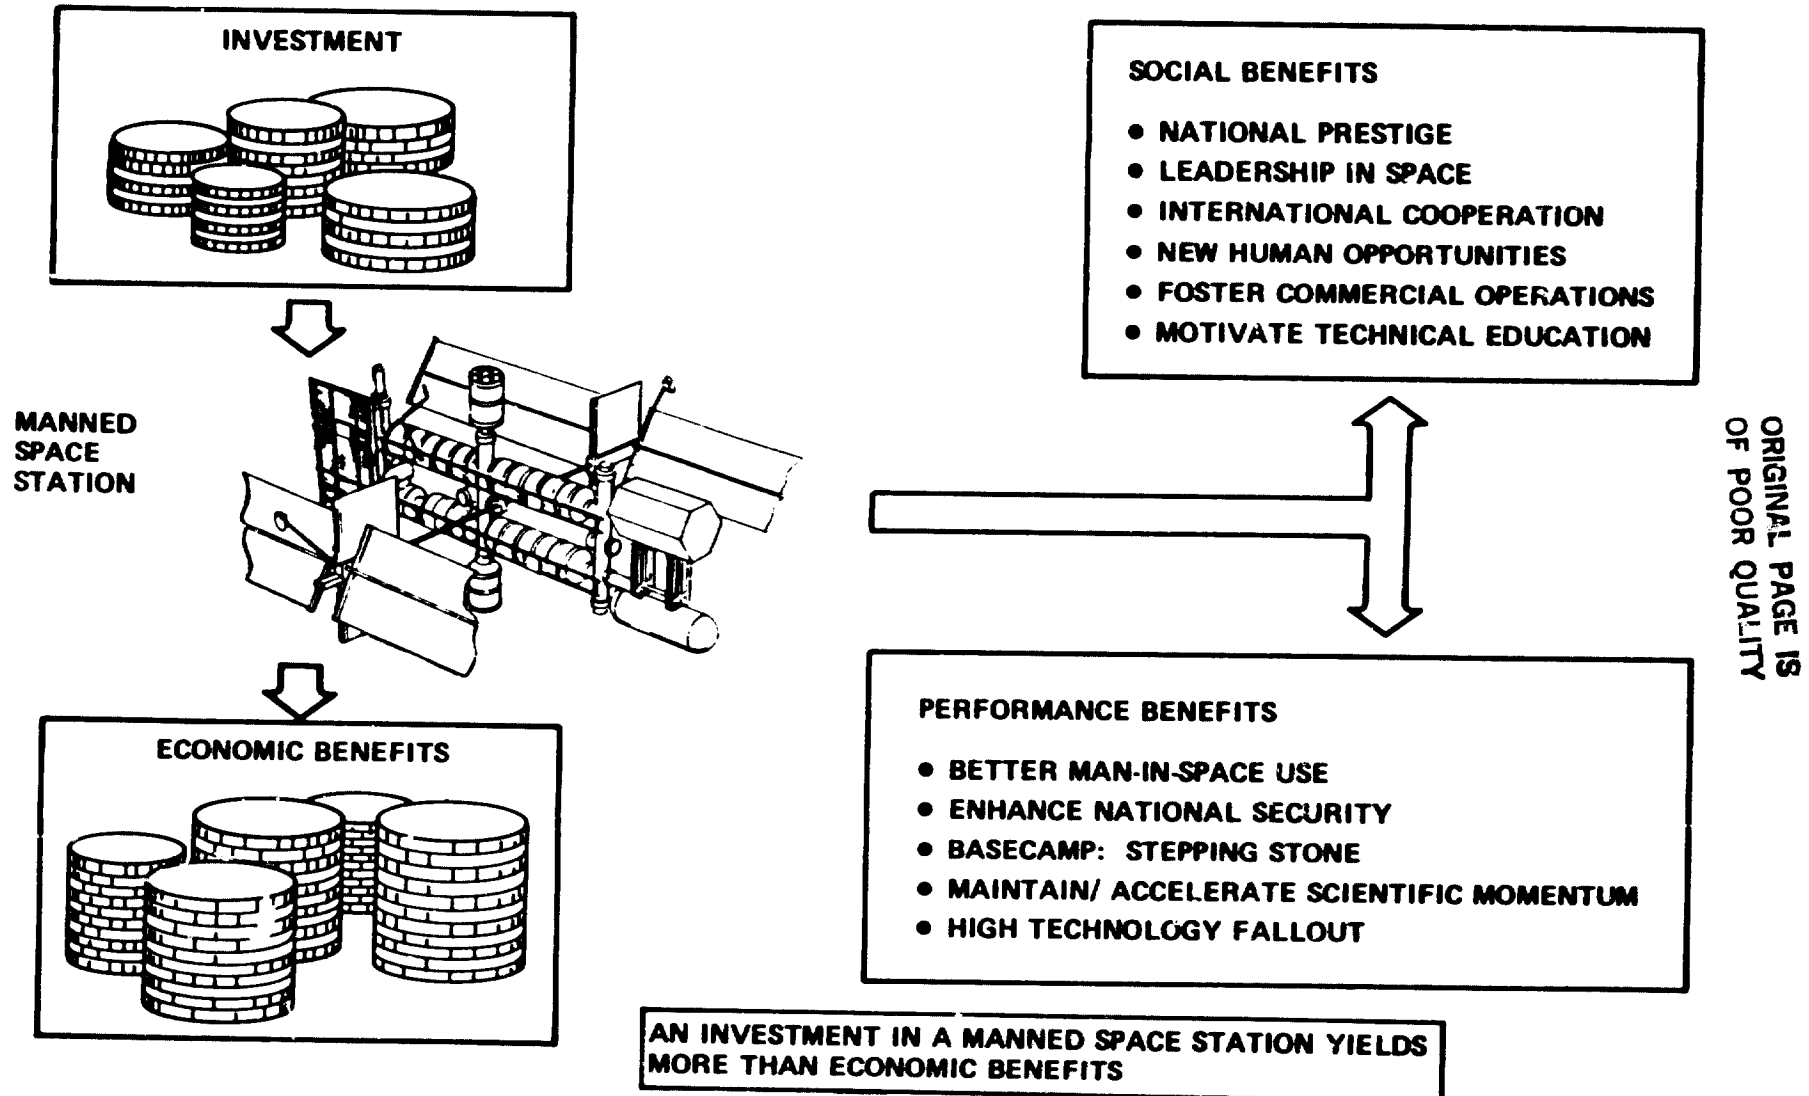 INVESTMENT
MANNED
SPACE
STATION
ECONOMIC BENEFITS
SOCIAL BENEFITS
● NATIONAL PRESTIGE
● LEADERSHIP IN SPACE
● INTERNATIONAL COOPERATION
● NEW HUMAN OPPORTUNITIES
● FOSTER COMMERCIAL OPERATIONS
● MOTIVATE TECHNICAL EDUCATION
PERFORMANCE BENEFITS
● BETTER MAN-IN-SPACE USE
● ENHANCE NATIONAL SECURITY
● BASECAMP: STEPPING STONE
● MAINTAIN/ ACCELERATE SCIENTIFIC MOMENTUM
● HIGH TECHNOLOGY FALLOUT
AN INVESTMENT IN A MANNED SPACE STATION YIELDS
MORE THAN ECONOMIC BENEFITS
ORIGINAL PAGE IS
OF POOR QUALITY